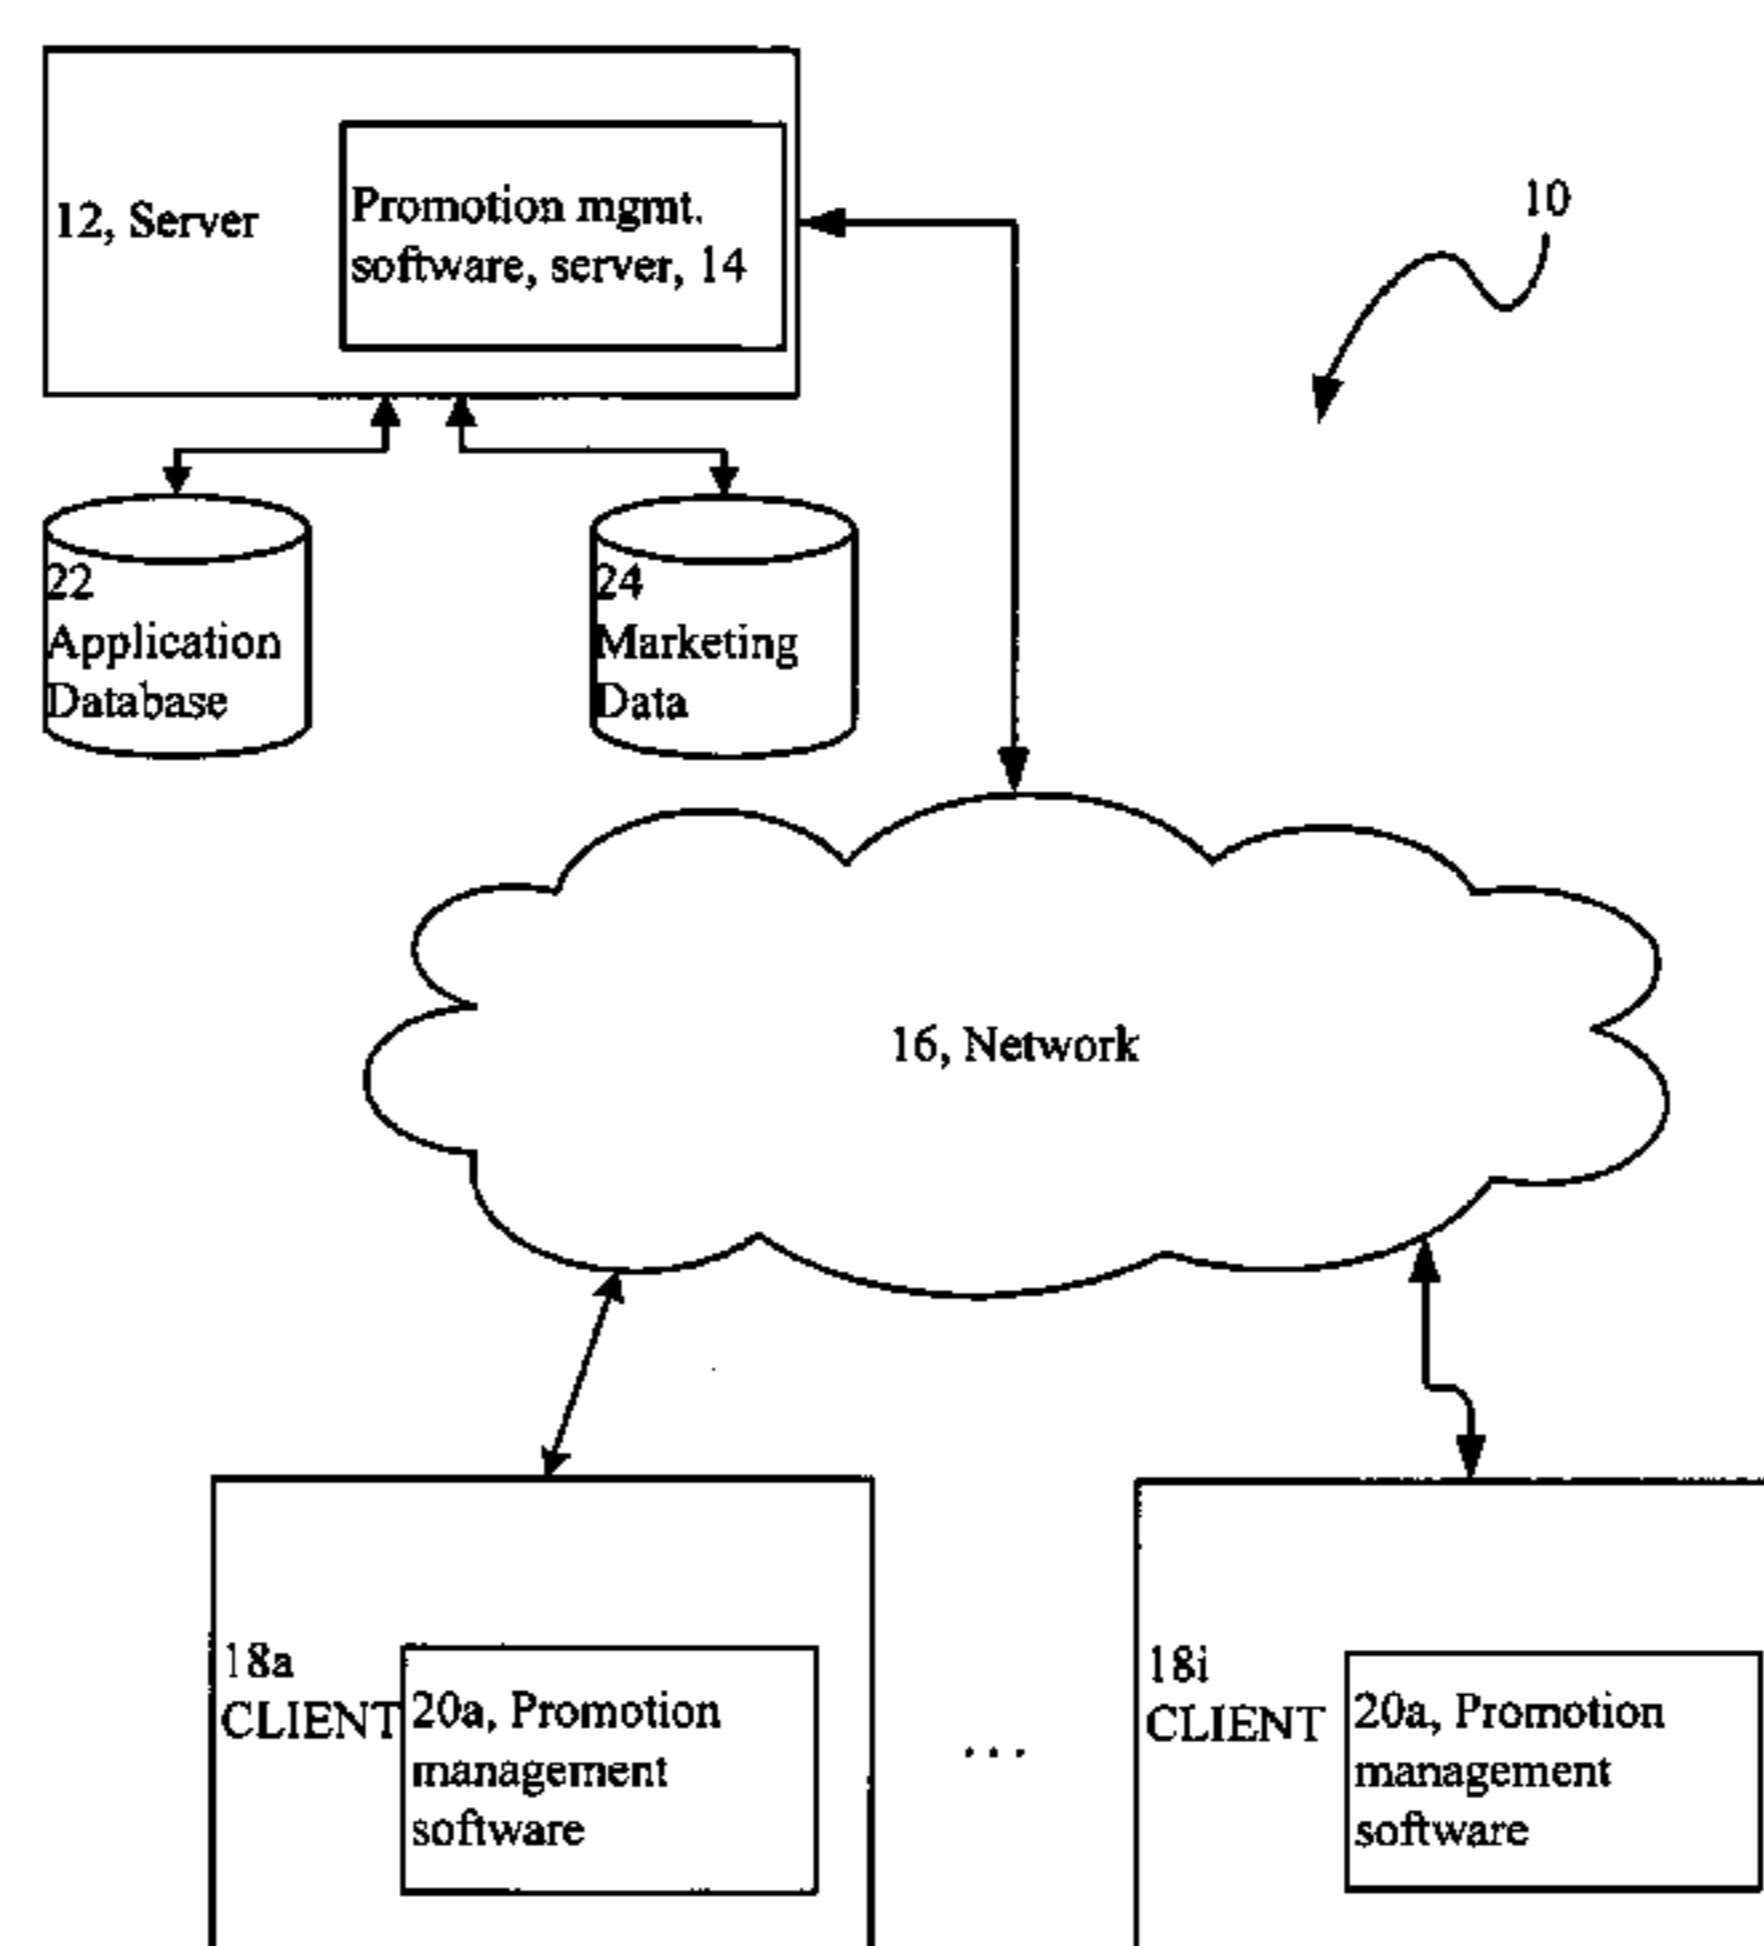 10
12, Server
Promotion mgmt.
software, server, 14
22
Application
Database
24
Marketing
Data
16, Network
18a
CLIENT
20a, Promotion
management
software
...
18i
CLIENT
20a, Promotion
management
software